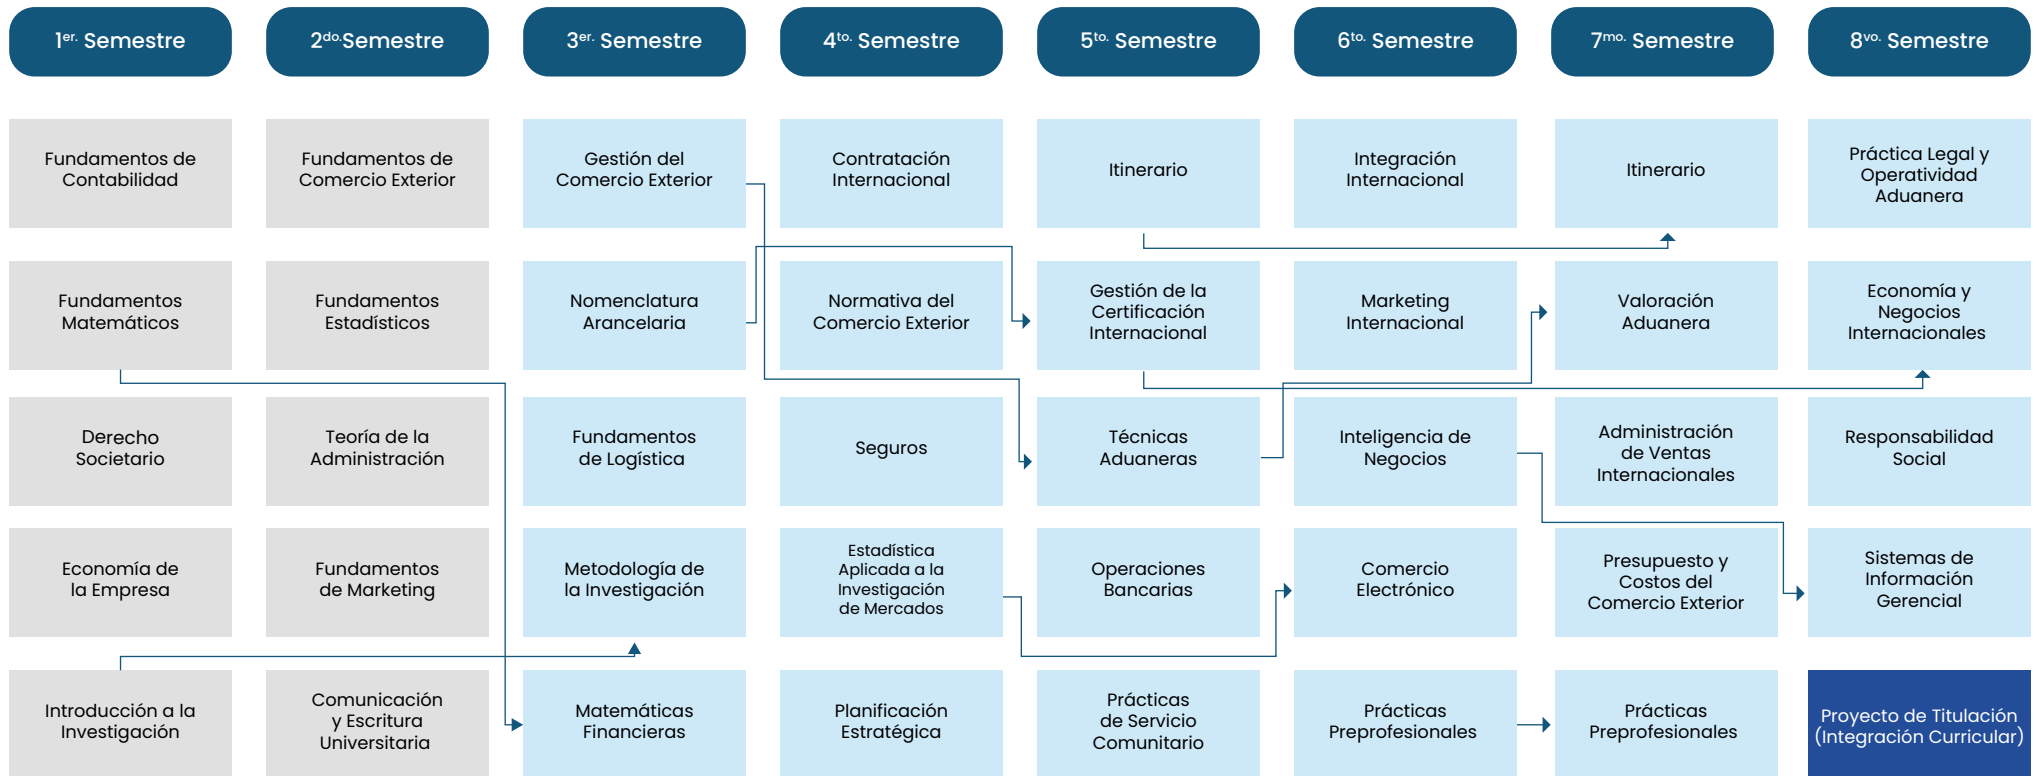 1er. Semestre
2do.Semestre
3er. Semestre
4to. Semestre
5to. Semestre
6to. Semestre
7mo. Semestre
8vo. Semestre
Fundamentos de
Contabilidad
Fundamentos de
Comercio Exterior
Gestión del
Comercio Exterior
Contratación
Internacional
Itinerario
Integración
Internacional
Itinerario
Práctica Legal y
Operatividad
Aduanera
Fundamentos
Matemáticos
Fundamentos
Estadísticos
Nomenclatura
Arancelaria
Normativa del
Comercio Exterior
Gestión de la
Certificación
Internacional
Marketing
Internacional
Valoración
Aduanera
Economía y
Negocios
Internacionales
Derecho
Societario
Teoría de la
Administración
Fundamentos
de Logística
Seguros
Técnicas
Aduaneras
Inteligencia de
Negocios
Administración
de Ventas
Internacionales
Responsabilidad
Social
Economía de
la Empresa
Fundamentos
de Marketing
Metodología de
la Investigación
Estadística
Aplicada a la
Investigación
de Mercados
Operaciones
Bancarias
Comercio
Electrónico
Presupuesto y
Costos del
Comercio Exterior
Sistemas de
Información
Gerencial
Introducción a la
Investigación
Comunicación
y Escritura
Universitaria
Matemáticas
Financieras
Planificación
Estratégica
Prácticas
de Servicio
Comunitario
Prácticas
Preprofesionales
Prácticas
Preprofesionales
Proyecto de Titulación
(Integración Curricular)